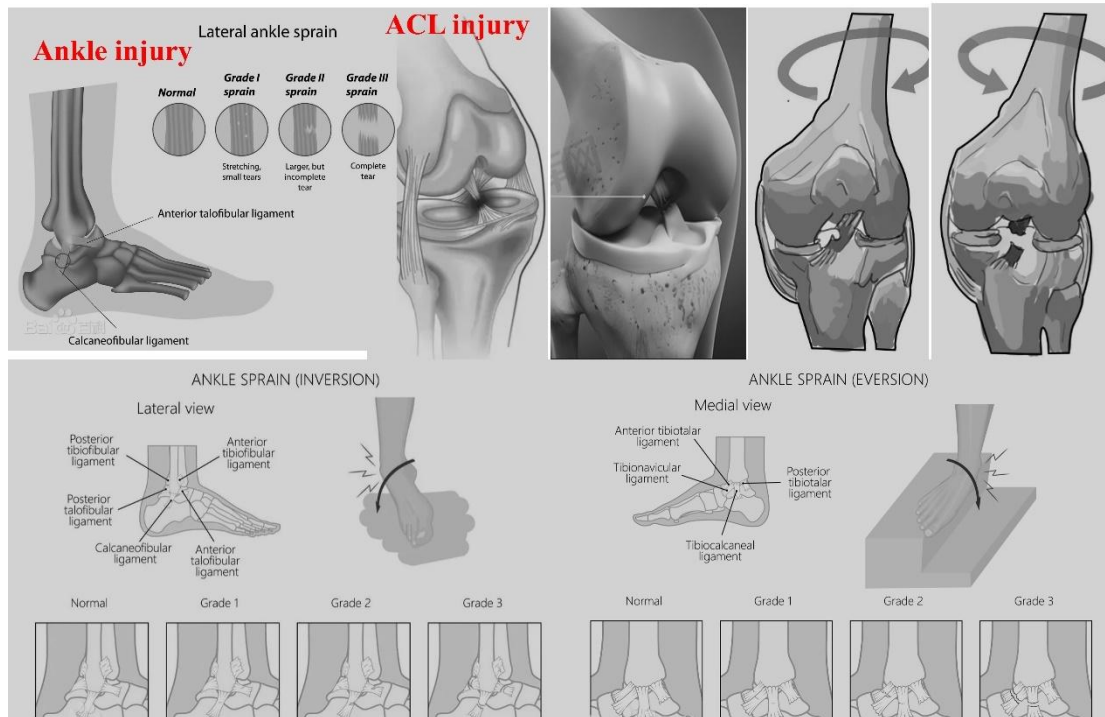 Ankle injury
Lateral ankle sprain
Normal
Grade I
sprain
Grade II
sprain
Grade III
sprain
Stretching,
small tears
Larger, but
incomplete
tear
Complete
tear
Anterior talofibular ligament
Calcaneofibular ligament
ACL injury
ANKLE SPRAIN (INVERSION)
Lateral view
Posterior
tibiofibular
ligament
Anterior
tibiofibular
ligament
Posterior
talofibular
ligament
Calcaneofibular
ligament
Anterior
talofibular
ligament
Normal
Grade 1
Grade 2
Grade 3
ANKLE SPRAIN (EVERSION)
Medial view
Anterior tibiotalar
ligament
Tibionavicular
ligament
Posterior
tibiotalar
ligament
Tibiocalcaneal
ligament
Normal
Grade 1
Grade 2
Grade 3